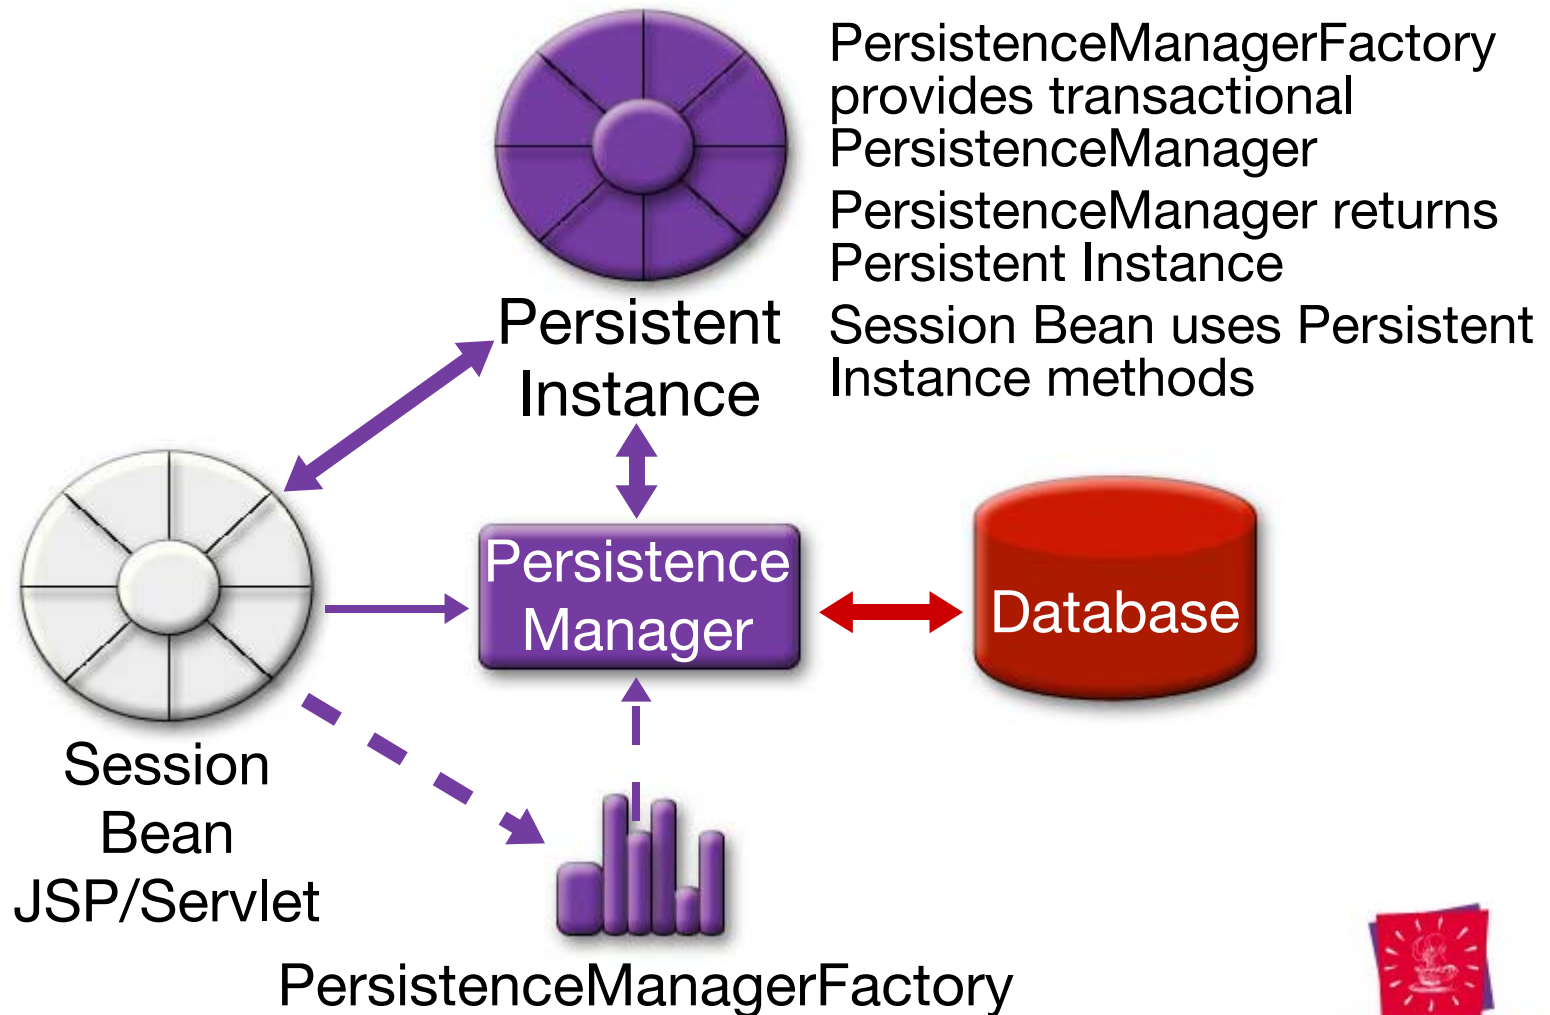 PersistenceManagerFactory
provides transactional
PersistenceManager
PersistenceManager returns
Persistent Instance
Session Bean uses Persistent
Instance methods
Persistent
Instance
Persistence
Manager
Database
Session
Bean
JSP/Servlet
PersistenceManagerFactory